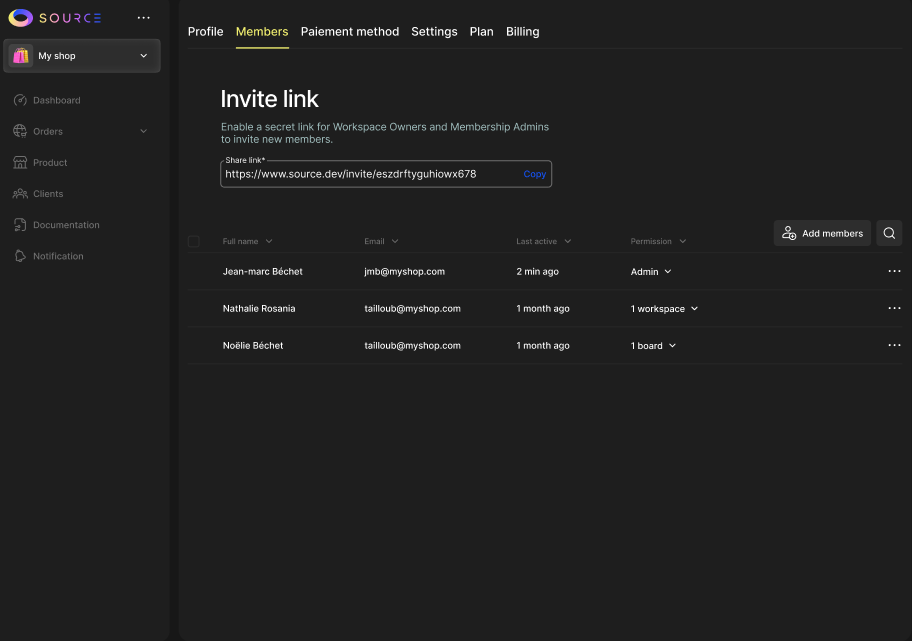 SOURCE
My shop
Dashboard
Orders
Product
Clients
Documentation
Notification
Profile Members Paiement method Settings Plan Billing
Invite link
Enable a secret link for Workspace Owners and Membership Admins
to invite new members.
Share link*
https://www.source.dev/invite/eszdrftyguhiowx678 Copy
Add members
Full name Email Last active Permission
Jean-marc Béchet jmb@myshop.com 2 min ago Admin
Nathalie Rosania tailloub@myshop.com 1 month ago 1 workspace
Noëlie Béchet tailloub@myshop.com 1 month ago 1 board